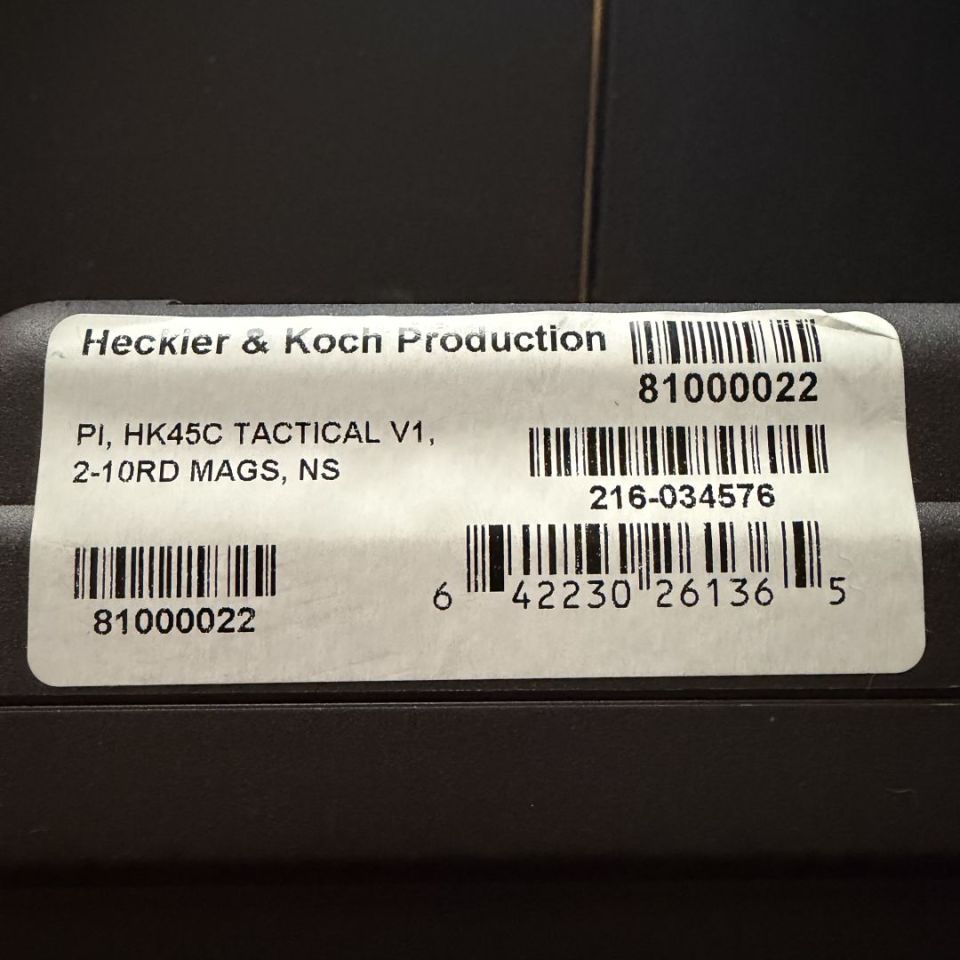 Heckler & Koch Production
81000022
PI, HK45C TACTICAL V1,
2-10RD MAGS, NS
216-034576
81000022
6 42230 26136 5